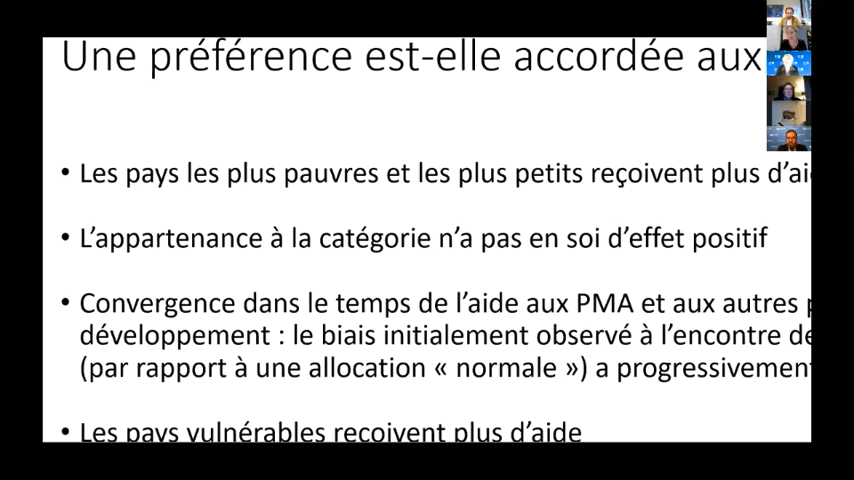 Une préférence est-elle accordée aux
• Les pays les plus pauvres et les plus petits reçoivent plus
• L’appartenance à la catégorie n’a pas en soi d’effet positif
• Convergence dans le temps de l’aide aux PMA et aux autres
développement : le biais initialement observé à l’encontre
(par rapport à une allocation « normale ») a progressivement
• Les pays vulnérables reçoivent plus d’aide